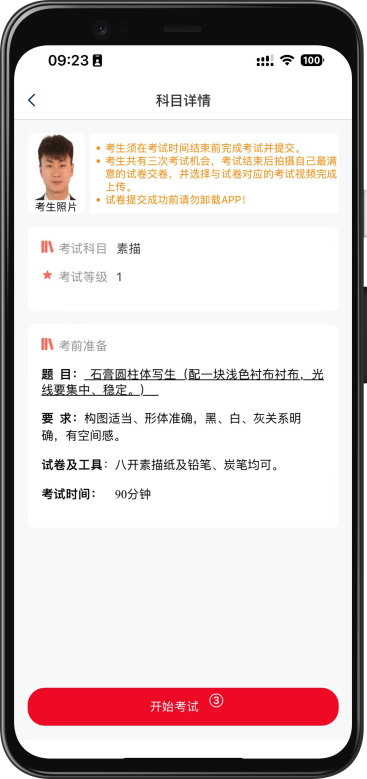 09:23
100
科目详情
• 考生须在考试时间结束前完成考试并提交。
• 考生共有三次考试机会，考试结束后拍摄自己最满
意的试卷交卷，并选择与试卷对应的考试视频完成
上传。
• 试卷提交成功前请勿卸载APP！
考生照片
考试科目 素描
考试等级 1
考前准备
题 目： 石膏圆柱体写生（配一块浅色衬布衬布，光
线要集中、稳定。）
要 求：构图适当、形体准确，黑、白、灰关系明
确，有空间感。
试卷及工具：八开素描纸及铅笔、炭笔均可。
考试时间： 90分钟
开始考试 ③